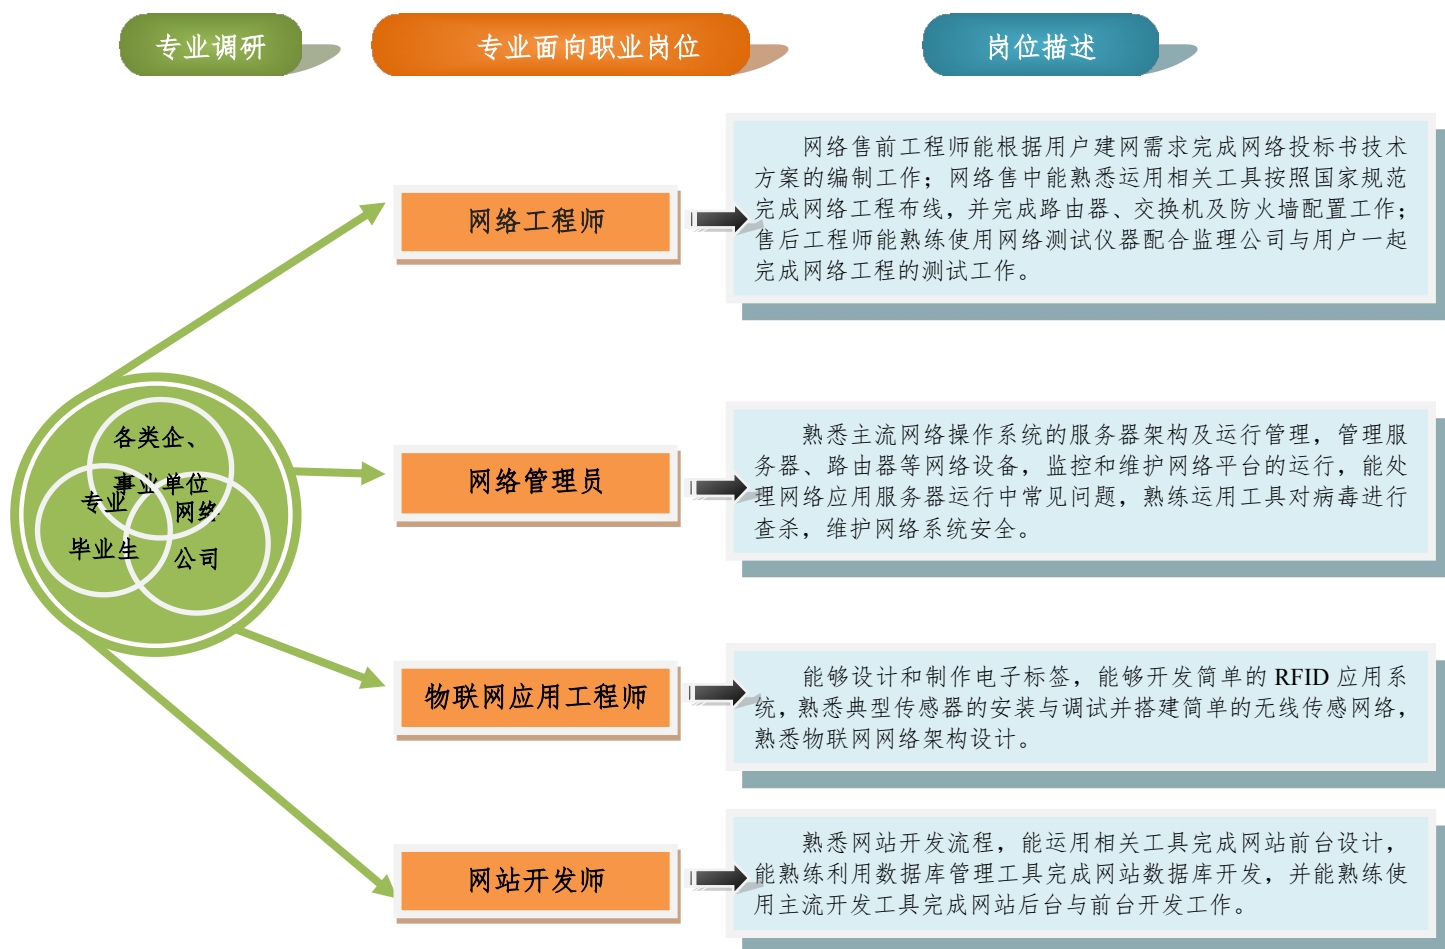 专业调研
专业面向职业岗位
岗位描述
网络工程师
网络售前工程师能根据用户建网需求完成网络投标书技术
方案的编制工作；网络售中能熟悉运用相关工具按照国家规范
完成网络工程布线，并完成路由器、交换机及防火墙配置工作；
售后工程师能熟练使用网络测试仪器配合监理公司与用户一起
完成网络工程的测试工作。
各类企、
事业单位
专业
毕业生
网络
公司
网络管理员
熟悉主流网络操作系统的服务器架构及运行管理，管理服
务器、路由器等网络设备，监控和维护网络平台的运行，能处
理网络应用服务器运行中常见问题，熟练运用工具对病毒进行
查杀，维护网络系统安全。
物联网应用工程师
能够设计和制作电子标签，能够开发简单的 RFID 应用系
统，熟悉典型传感器的安装与调试并搭建简单的无线传感网络，
熟悉物联网网络架构设计。
网站开发师
熟悉网站开发流程，能运用相关工具完成网站前台设计，
能熟练利用数据库管理工具完成网站数据库开发，并能熟练使
用主流开发工具完成网站后台与前台开发工作。